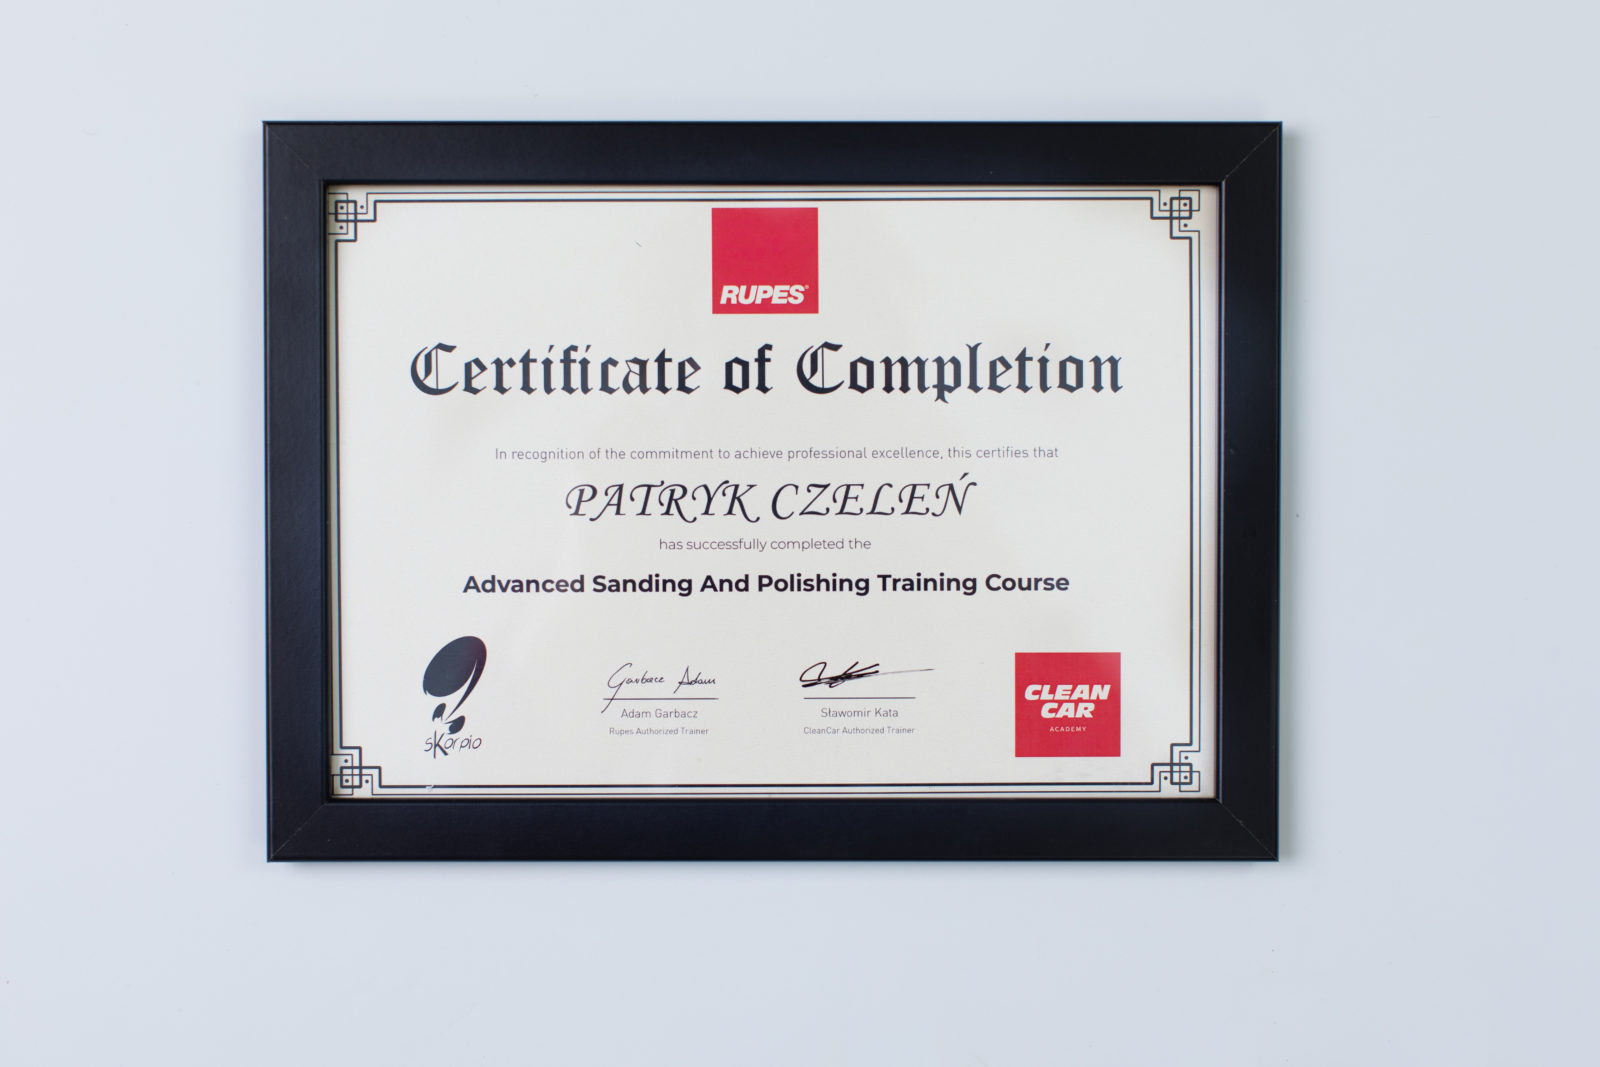 RUPES®
Certificate of Completion
In recognition of the commitment to achieve professional excellence, this certifies that
PATRYK CZELEŃ
has successfully completed the
Advanced Sanding And Polishing Training Course
Garbacz Adam
Adam Garbacz
Rupes Authorized Trainer
Sławomir Kata
CleanCar Authorized Trainer
skorpio
CLEAN
CAR
ACADEMY